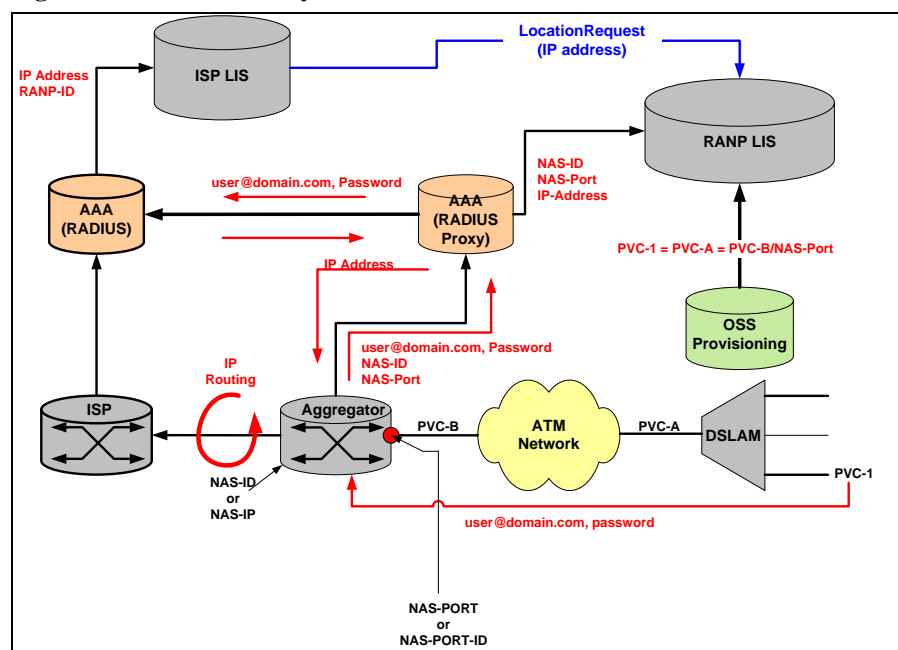 LocationRequest
(IP address)
ISP LIS
IP Address
RANP-ID
RANP LIS
NAS-ID
NAS-Port
IP-Address
user@domain.com, Password
AAA
(RADIUS)
AAA
(RADIUS
Proxy)
PVC-1 = PVC-A = PVC-B/NAS-Port
IP Address
OSS
Provisioning
user@domain.com, Password
NAS-ID
NAS-Port
IP
Routing
ISP
Aggregator
PVC-B
ATM
Network
PVC-A
DSLAM
PVC-1
NAS-ID
or
NAS-IP
user@domain.com, password
NAS-PORT
or
NAS-PORT-ID